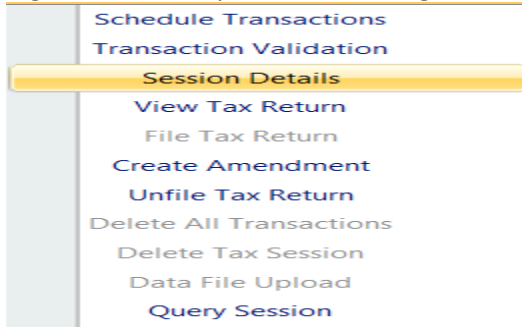 Schedule Transactions
Transaction Validation
Session Details
View Tax Return
File Tax Return
Create Amendment
Unfile Tax Return
Delete All Transactions
Delete Tax Session
Data File Upload
Query Session